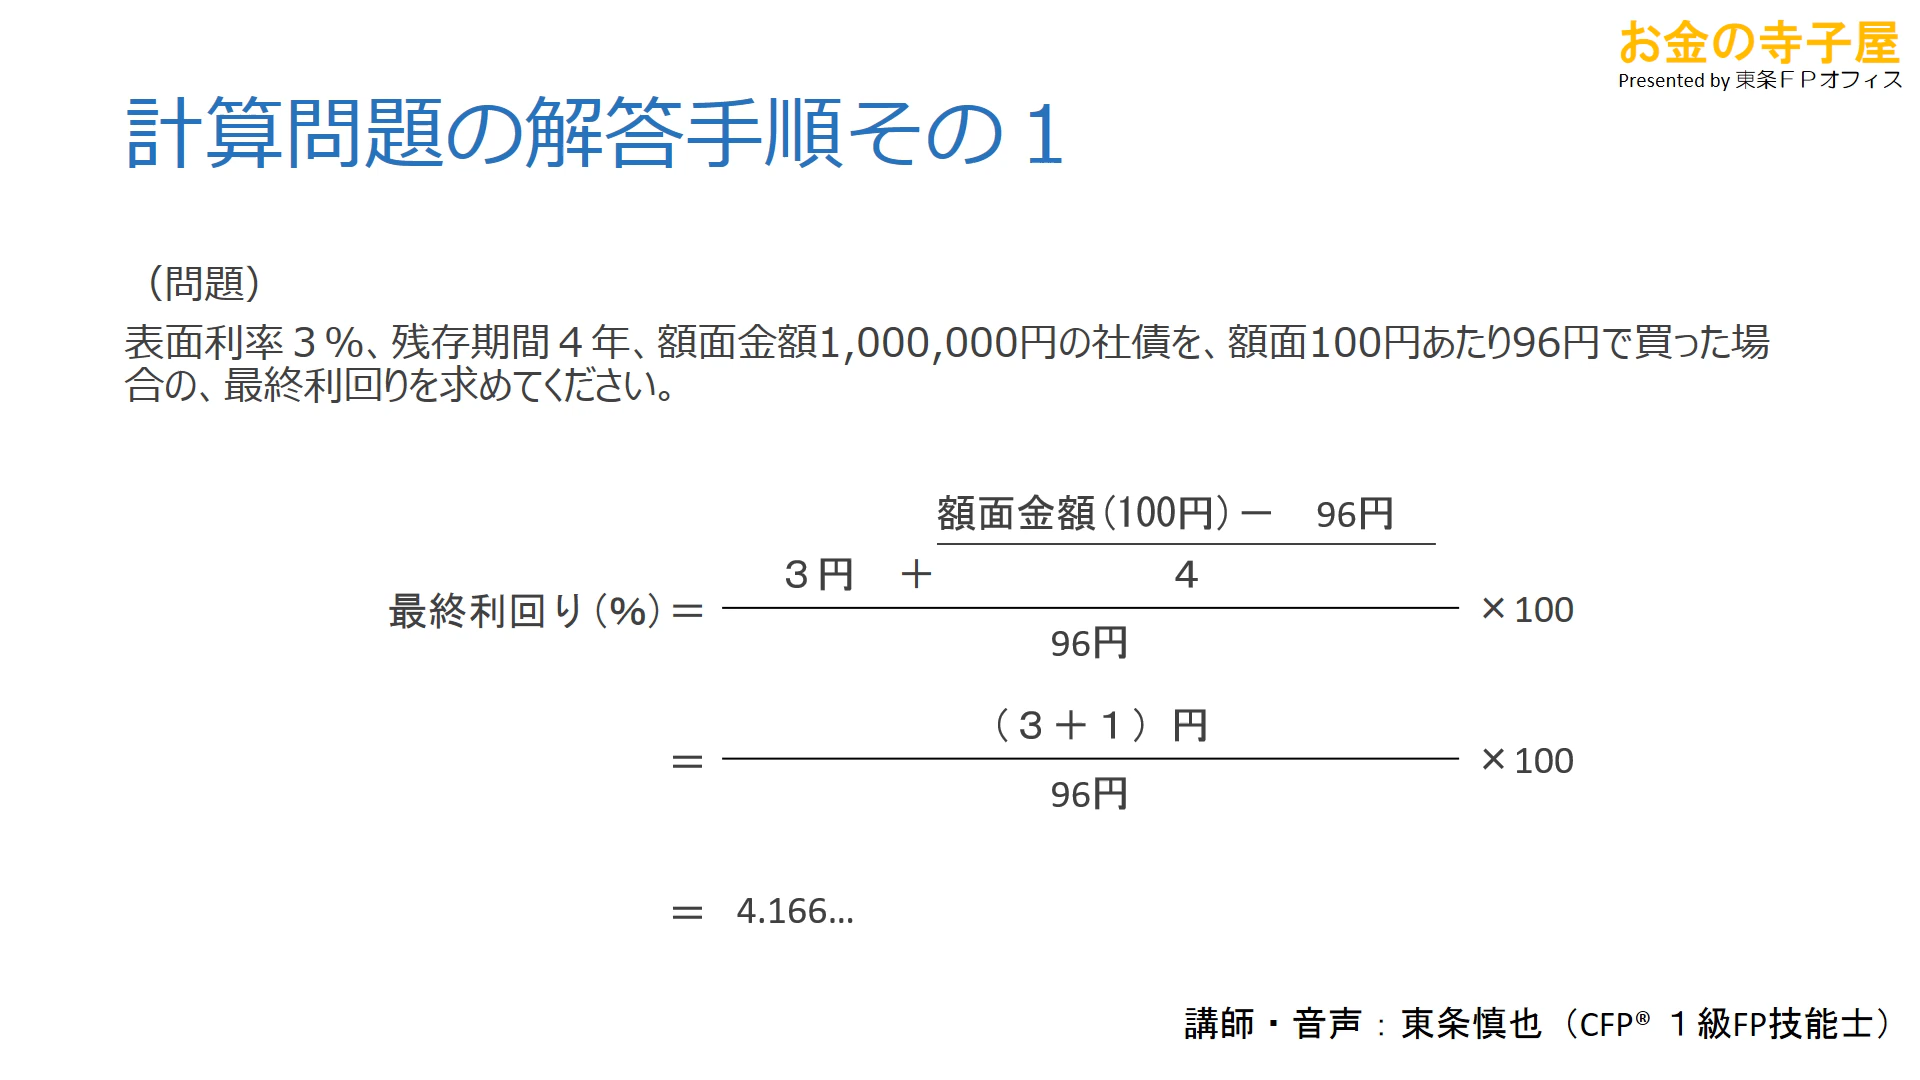 お金の寺子屋
Presented by 東条ＦＰオフィス
計算問題の解答手順その１
（問題）
表面利率３％、残存期間４年、額面金額1,000,000円の社債を、額面100円あたり96円で買った場
合の、最終利回りを求めてください。
額面金額(100円)－　96円
３円　＋　４
最終利回り(%)＝　×100
96円
（３＋１）円
＝　×100
96円
＝　4.166…
講師・音声：東条慎也（CFP® １級FP技能士）